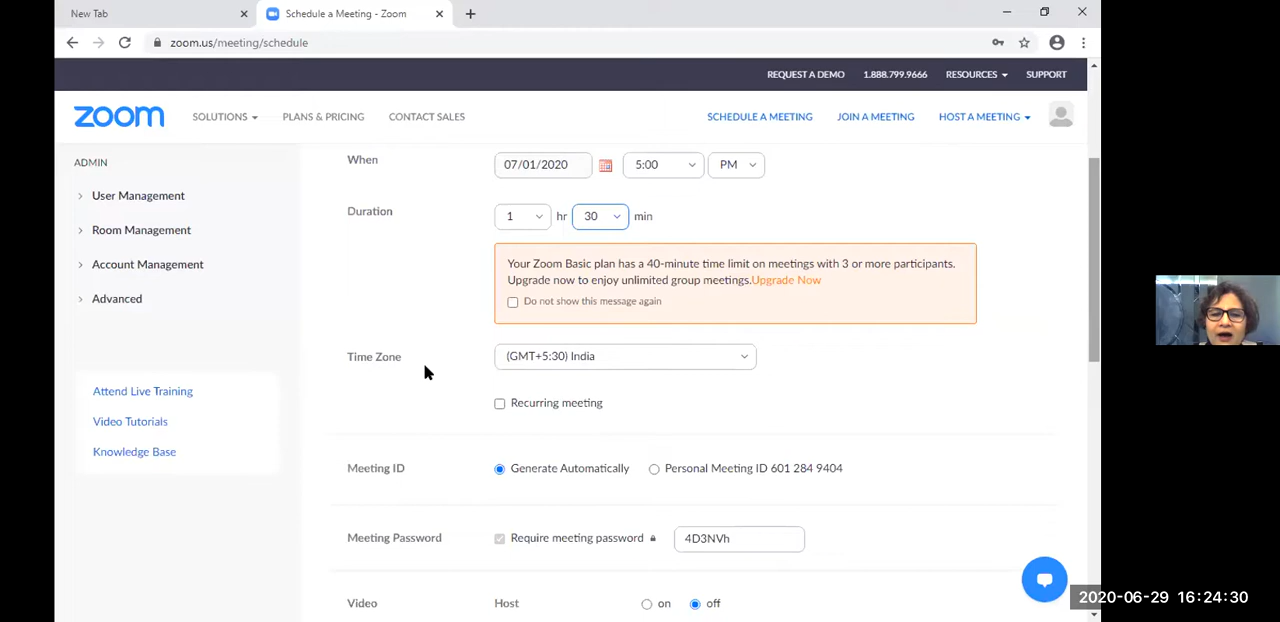 New Tab
Schedule a Meeting - Zoom
zoom.us/meeting/schedule
REQUEST A DEMO 1.888.799.9666 RESOURCES SUPPORT
zoom SOLUTIONS PLANS & PRICING CONTACT SALES SCHEDULE A MEETING JOIN A MEETING HOST A MEETING
ADMIN
User Management
Room Management
Account Management
Advanced
Attend Live Training
Video Tutorials
Knowledge Base
When 07/01/2020 5:00 PM
Duration 1 hr 30 min
Your Zoom Basic plan has a 40-minute time limit on meetings with 3 or more participants.
Upgrade now to enjoy unlimited group meetings.Upgrade Now
Do not show this message again
Time Zone (GMT+5:30) India
Recurring meeting
Meeting ID Generate Automatically Personal Meeting ID 601 284 9404
Meeting Password Require meeting password 4D3NVh
Video Host on off
2020-06-29 16:24:30